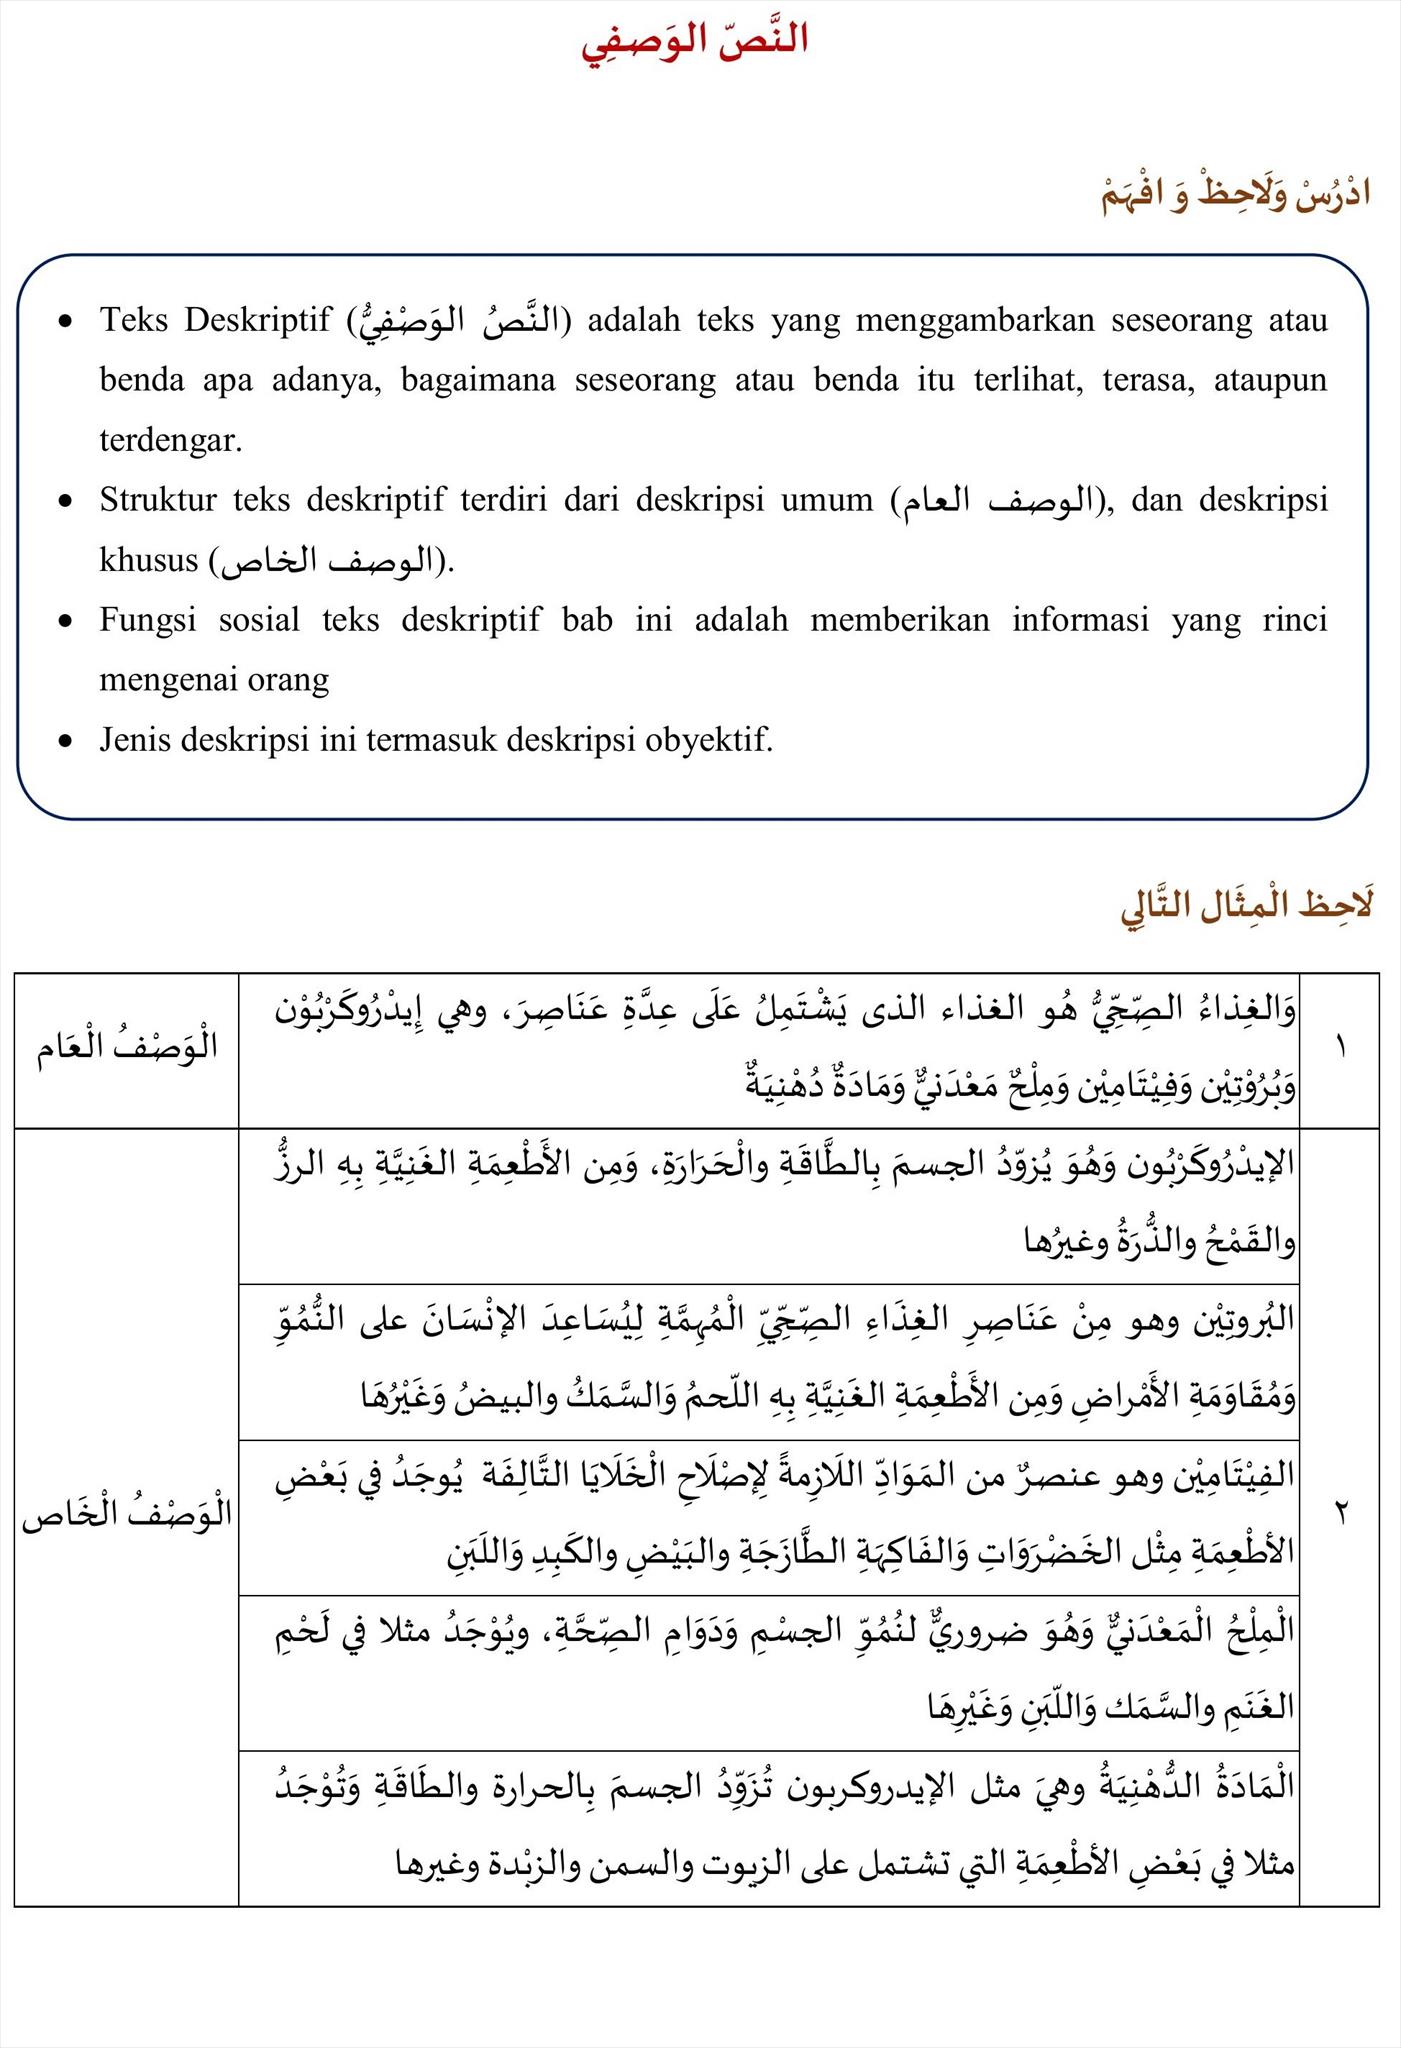 النَّصّ الوَصفِي
ادْرُسْ وَلَاحِظْ وَ افْهَمْ
• Teks Deskriptif (النَّصُ الوَصْفِيُّ) adalah teks yang menggambarkan seseorang atau
benda apa adanya, bagaimana seseorang atau benda itu terlihat, terasa, ataupun
terdengar.
• Struktur teks deskriptif terdiri dari deskripsi umum (الوصف العام), dan deskripsi
khusus (الوصف الخاص).
• Fungsi sosial teks deskriptif bab ini adalah memberikan informasi yang rinci
mengenai orang
• Jenis deskripsi ini termasuk deskripsi obyektif.
لَاحِظ الْمِثَال التَّالِي
١
وَالغِذاءُ الصِّحِّيُّ هُو الغذاء الذى يَشْتَمِلُ عَلَى عِدَّةِ عَنَاصِرَ، وهي إِيدْرُوكَرْبُوْن
وَبُرُوْتِيْن وَفِيْتَامِيْن وَمِلْحٌ مَعْدَنيٌّ وَمَادَةٌ دُهْنِيَةٌ
الْوَصْفُ الْعَام
٢
الإيدْرُوكَرْبُون وَهُوَ يُزوّدُ الجسمَ بِالطَّاقَةِ والْحَرَارَةِ، وَمِن الأَطْعِمَةِ الغَنِيَّةِ بِهِ الرزُّ
والقَمْحُ والذُّرَةُ وغيرُها
البُروتِيْن وهو مِنْ عَنَاصِرِ الغِذَاءِ الصِّحِّيِّ الْمُهِمَّةِ لِيُسَاعِدَ الإنْسَانَ على النُّمُوِّ
وَمُقَاوَمَةِ الأَمْراضِ وَمِن الأَطْعِمَةِ الغَنِيَّةِ بِهِ اللّحمُ وَالسَّمَكُ والبيضُ وَغَيْرُهَا
الفِيْتَامِيْن وهو عنصرٌ من المَوَادِّ اللَازِمةً لِإصْلَاحِ الْخَلَايَا التَّالِفَة يُوجَدُ في بَعْضِ
الأطْعِمَةِ مِثْل الخَضْرَوَاتِ وَالفَاكِهَةِ الطَّازَجَةِ والبَيْضِ والكَبِدِ وَاللَبَنِ
الْمِلْحُ الْمَعْدَنيٌّ وَهُوَ ضروريٌّ لنُمُوِّ الجسْمِ وَدَوَامِ الصِّحَّةِ، ويُوْجَدُ مثلا في لَحْمِ
الغَنَمِ والسَّمَك وَاللّبَنِ وَغَيْرِهَا
الْمَادَةُ الدُّهْنِيَةُ وهيَ مثل الإيدروكربون تُزَوِّدُ الجسمَ بِالحرارة والطَاقَةِ وَتُوْجَدُ
مثلا في بَعْضِ الأطْعِمَةِ التي تشتمل على الزيوت والسمن والزبْدة وغيرها
الْوَصْفُ الْخَاص